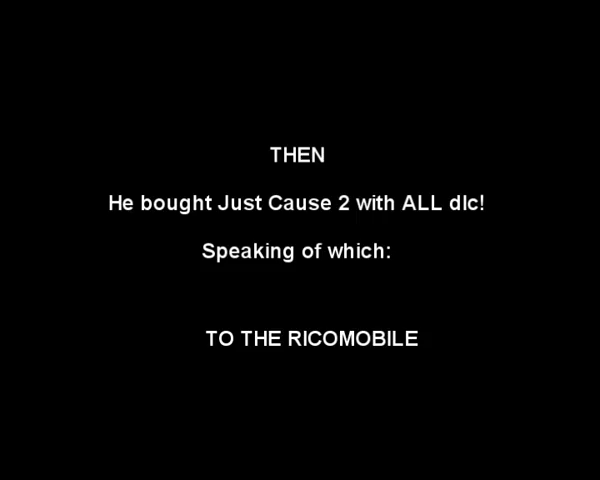 THEN
He bought Just Cause 2 with ALL dlc!
Speaking of which:
TO THE RICOMOBILE